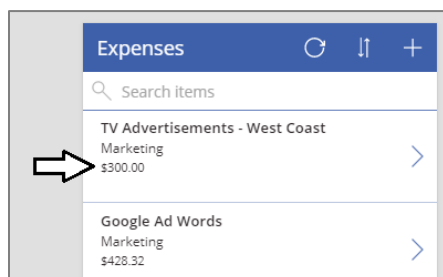 Expenses
Search items
TV Advertisements - West Coast
Marketing
$300.00
Google Ad Words
Marketing
$428.32